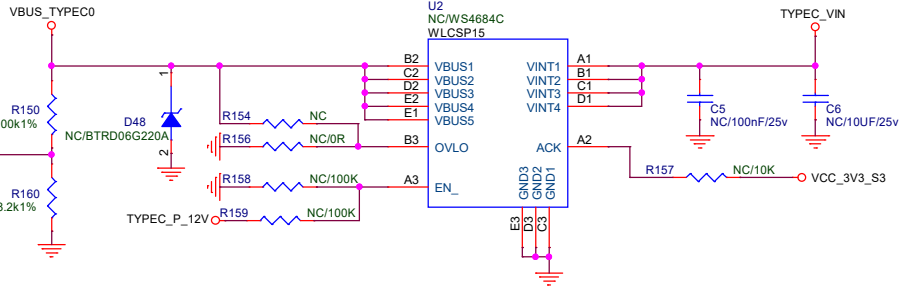 VBUS_TYPEC0
U2
NC/WS4684C
WLCSP15
TYPEC_VIN
B2 VBUS1 VINT1 A1
C2 VBUS2 VINT2 B1
D2 VBUS3 VINT3 C1
E2 VBUS4 VINT4 D1
E1 VBUS5
1
R150
00k1%
D48
NC/BTRD06G220A
2
R154 NC
R156 NC/0R
B3 OVLO ACK A2
C5
NC/100nF/25v
C6
NC/10UF/25v
R160
3.2k1%
R158 NC/100K
A3 EN_
TYPEC_P_12V R159 NC/100K
R157 NC/10K VCC_3V3_S3
GND3
GND2
GND1
E3
D3
C3